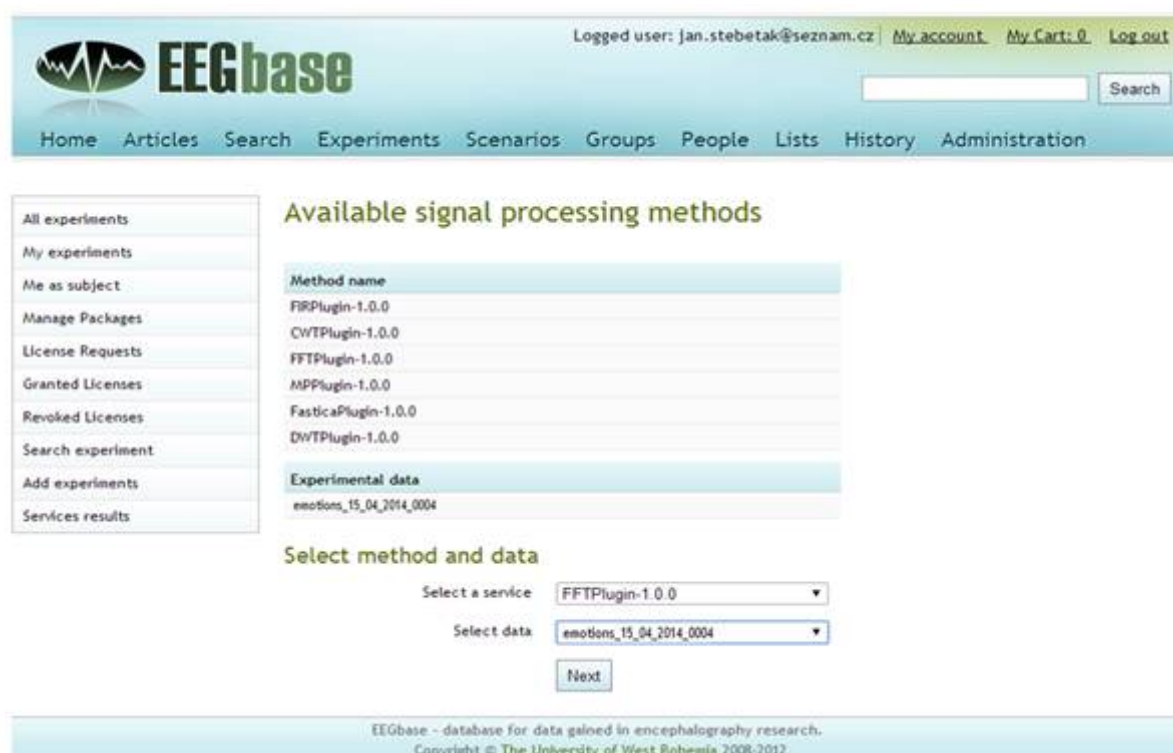 Logged user: jan.stebetak@seznam.cz My account My Cart: 0 Log out
EEGbase
Search
Home Articles Search Experiments Scenarios Groups People Lists History Administration
All experiments
My experiments
Me as subject
Manage Packages
License Requests
Granted Licenses
Revoked Licenses
Search experiment
Add experiments
Services results
Available signal processing methods
Method name
FIRPlugin-1.0.0
CWTPlugin-1.0.0
FFTPlugin-1.0.0
MPPlugin-1.0.0
FasticaPlugin-1.0.0
DWTPlugin-1.0.0
Experimental data
emotions_15_04_2014_0004
Select method and data
Select a service FFTPlugin-1.0.0
Select data emotions_15_04_2014_0004
Next
EEGbase - database for data gained in encephalography research.
Copyright © The University of West Bohemia 2008-2012